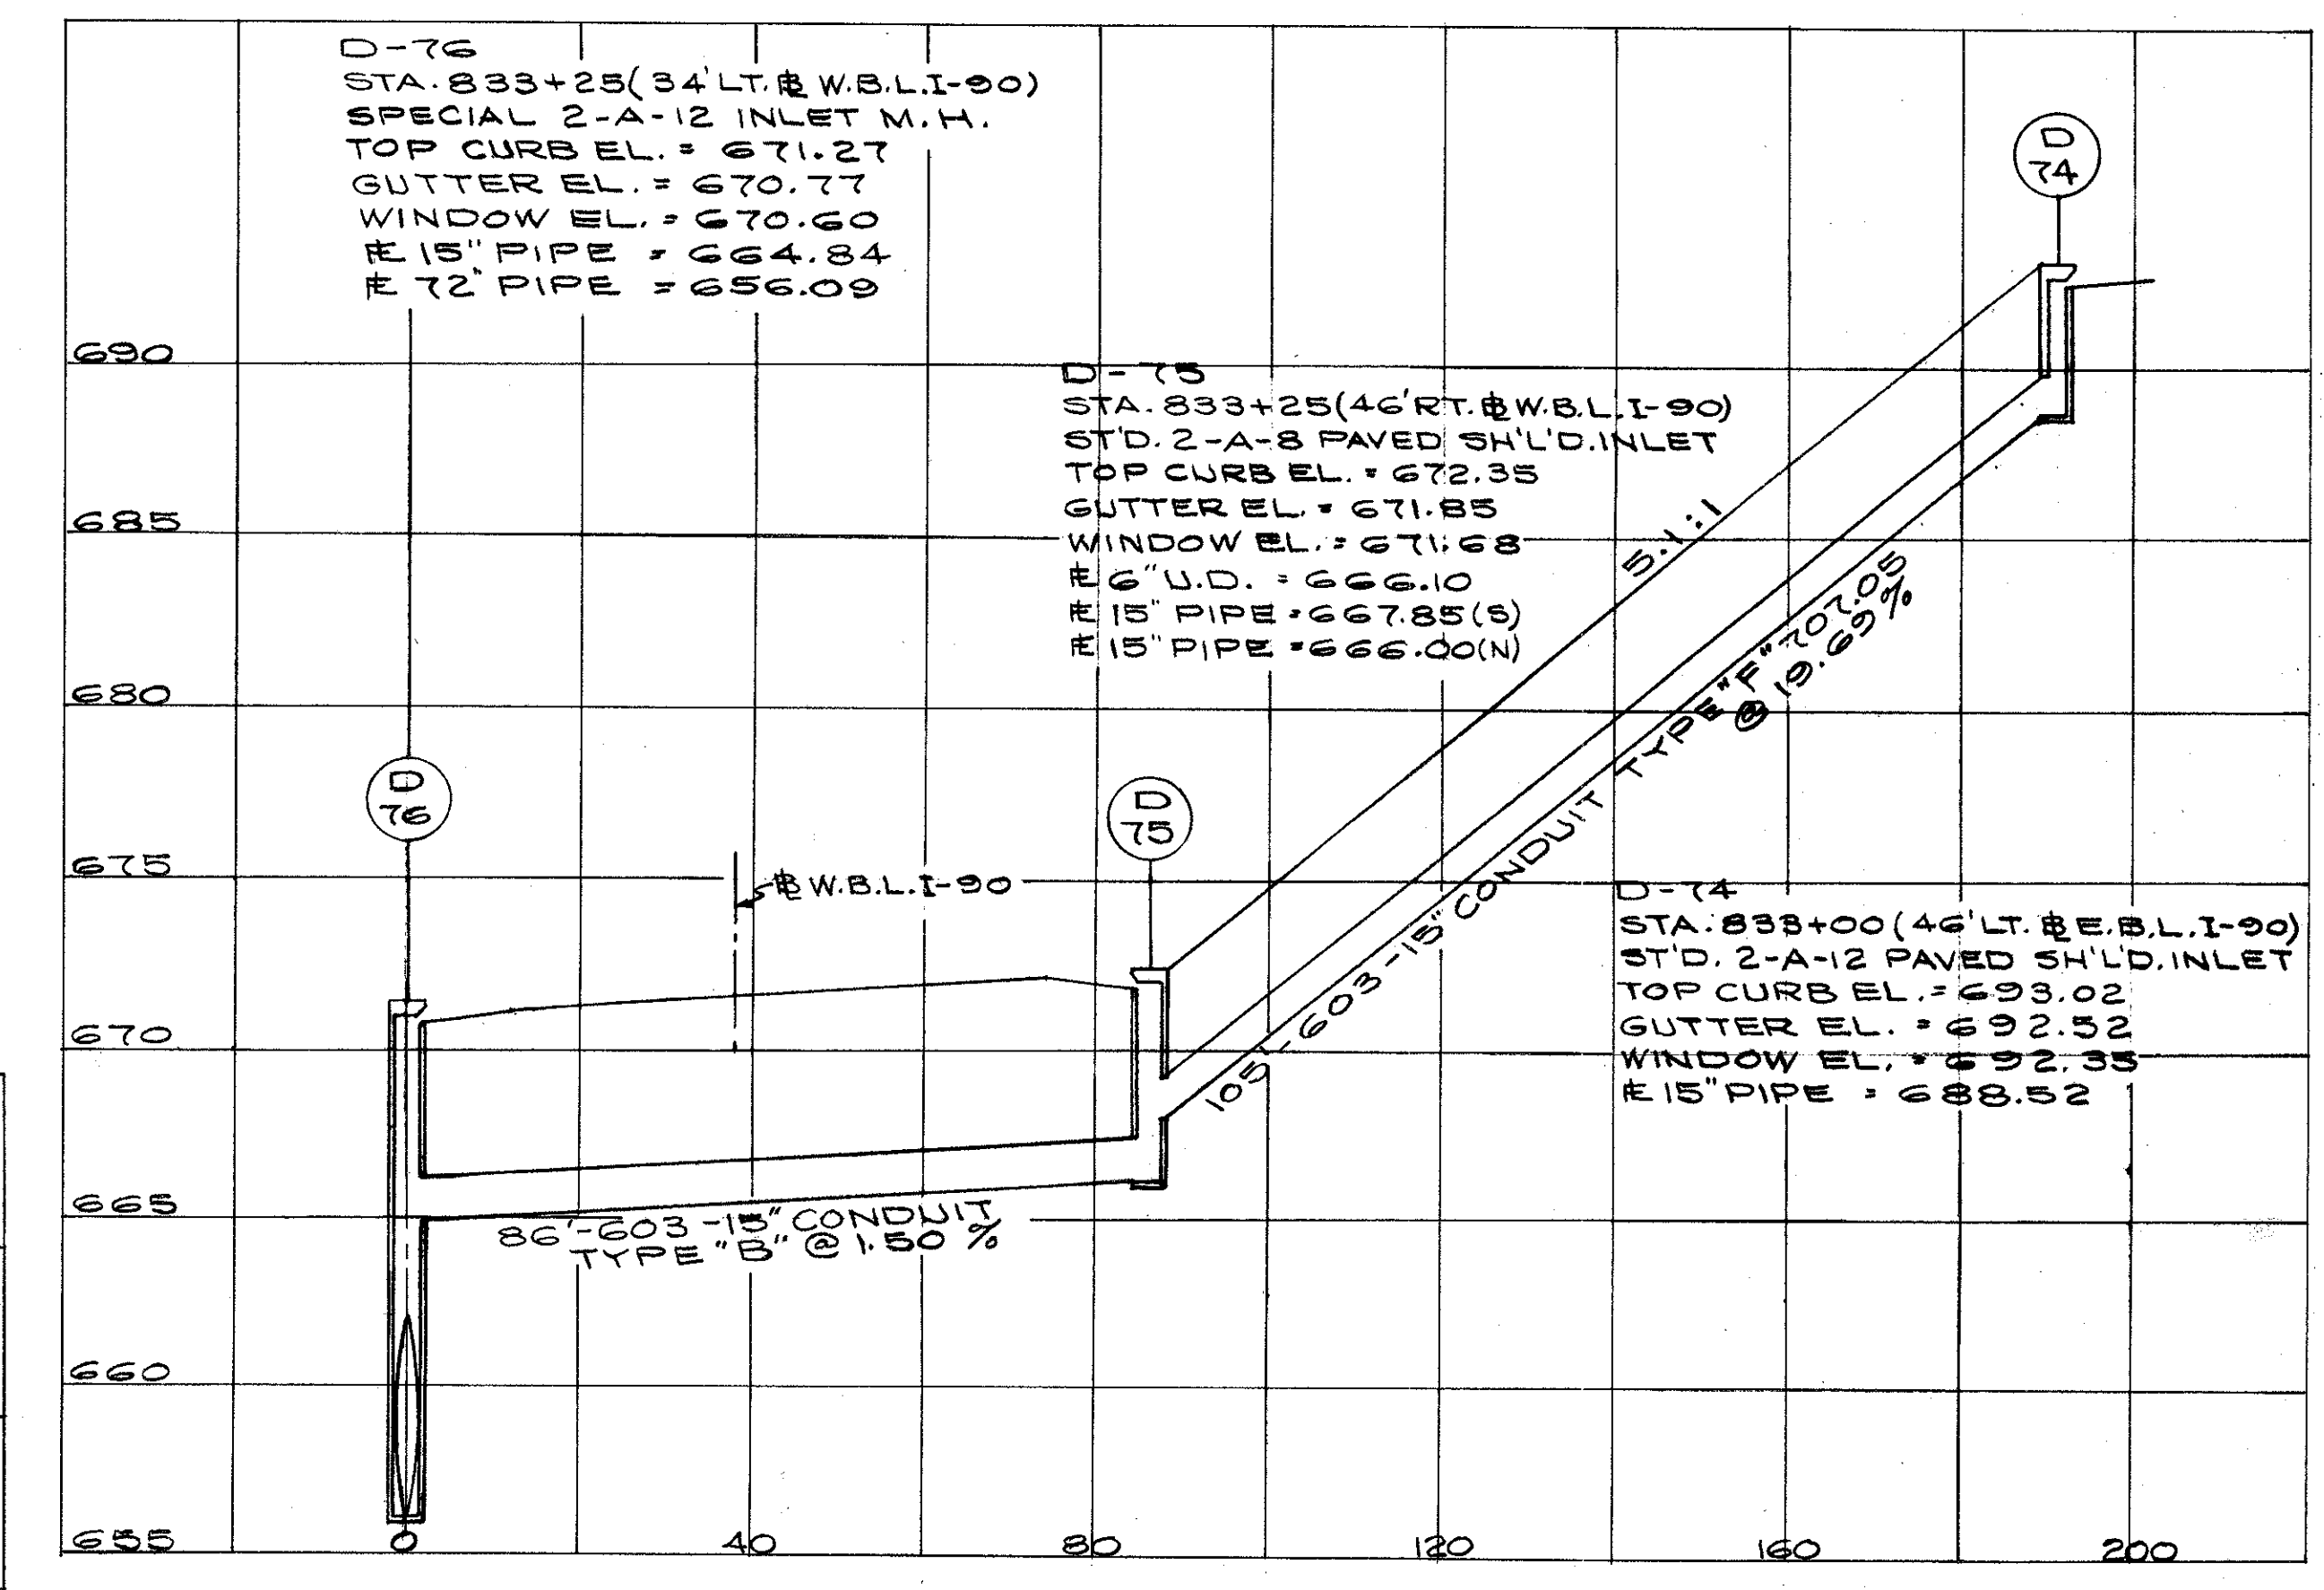 D-76
STA. 833+25(34' LT. ℄ W.B.L. I-90)
SPECIAL 2-A-12 INLET M.H.
TOP CURB EL. = 671.27
GUTTER EL. = 670.77
WINDOW EL. = 670.60
15" PIPE = 664.84
72" PIPE = 656.09
D
74
690
D-75
STA. 833+25(46' RT. W.B.L. I-90)
ST'D. 2-A-8 PAVED SH'L'D. INLET
TOP CURB EL. = 672.35
GUTTER EL. = 671.85
WINDOW EL. = 671.68
6" U.D. = 666.10
15" PIPE = 667.85(S)
15" PIPE = 666.00(N)
685
5.1:1
680
105'-603-15" CONDUIT TYPE "F" 707.05
@ 19.69%
D
76
D
75
675
W.B.L. I-90
D-74
STA. 833+00(46' LT. E.B.L. I-90)
ST'D. 2-A-12 PAVED SH'L'D. INLET
TOP CURB EL. = 693.02
GUTTER EL. = 692.52
WINDOW EL. = 692.35
15" PIPE = 688.52
670
665
86'-603-15" CONDUIT
TYPE "B" @ 1.50 %
660
655
0 40 80 120 160 200